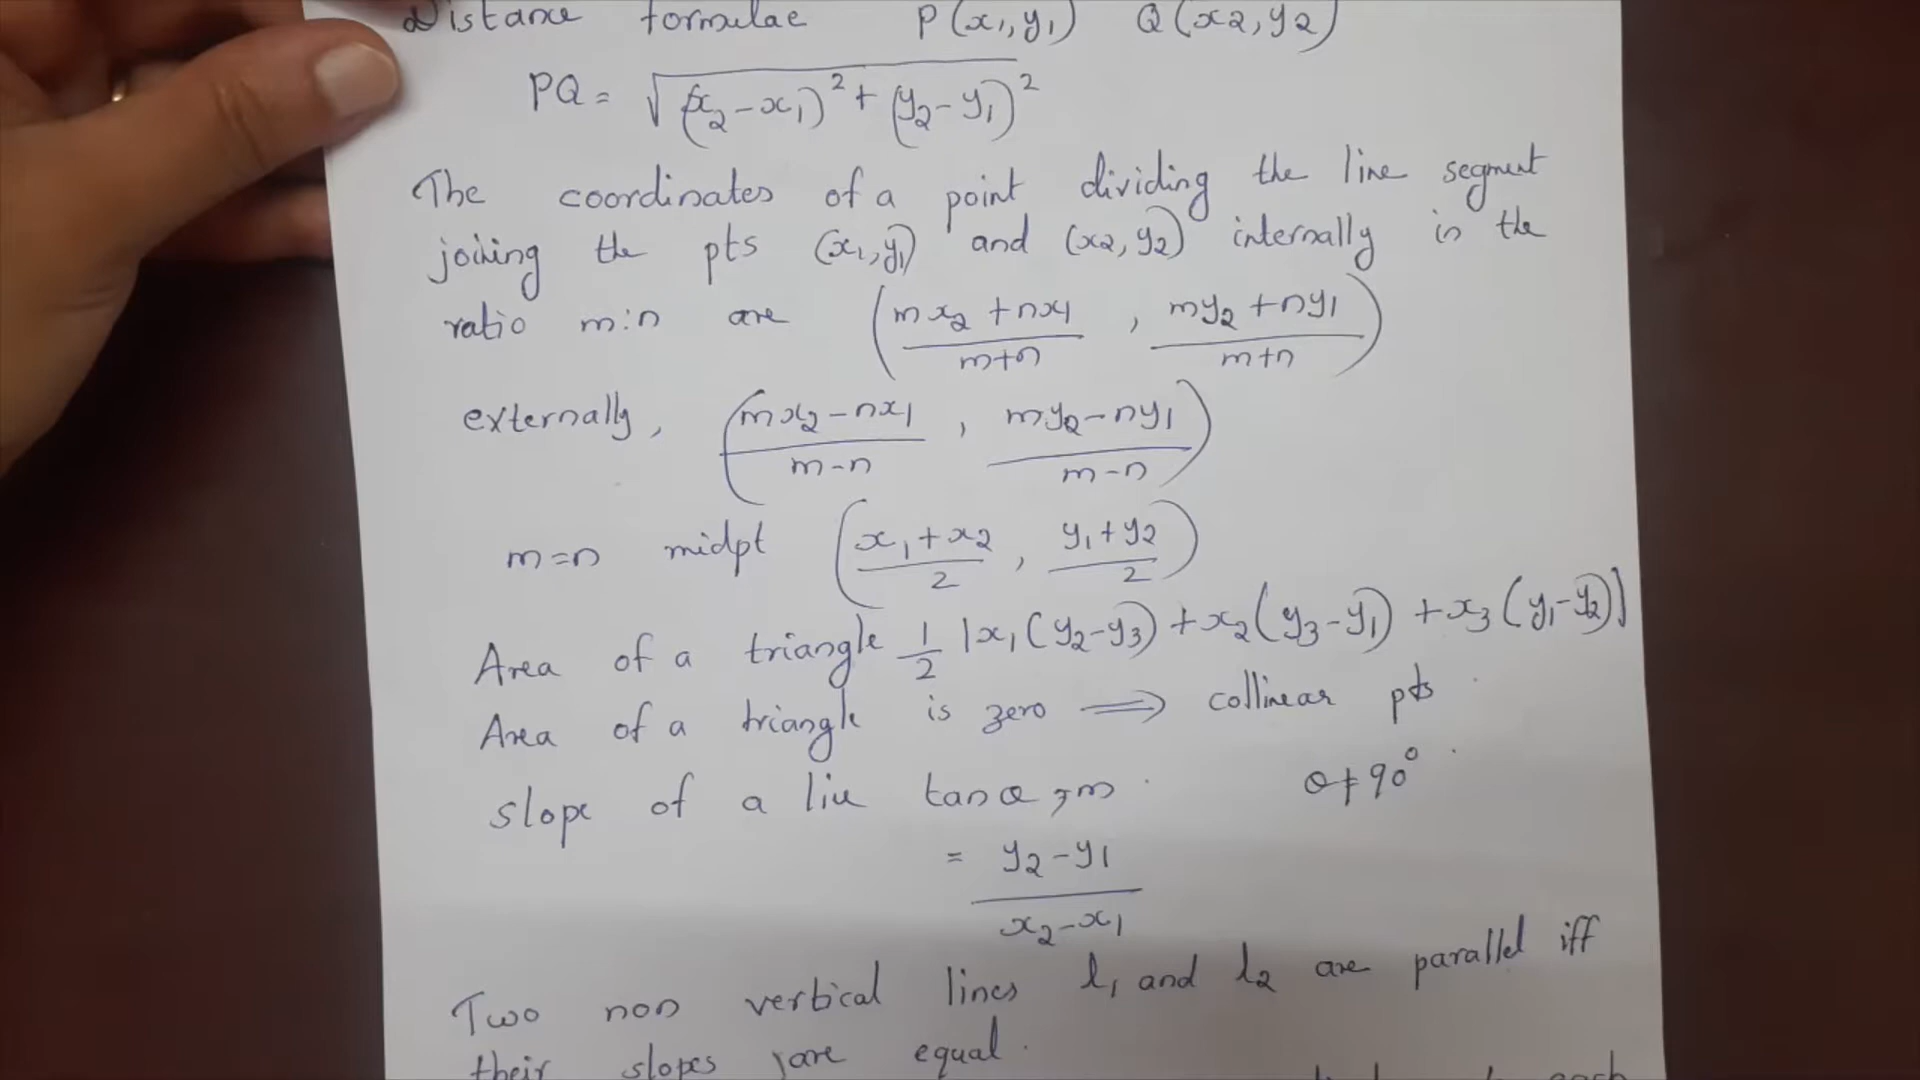 Distance formulae P(x₁, y₁) Q(x₂, y₂)
PQ = √((x₂ - x₁)² + (y₂ - y₁)²)
The coordinates of a point dividing the line segment
joining the pts (x₁, y₁) and (x₂, y₂) internally in the
ratio m:n are ((mx₂ + nx₁)/(m+n), (my₂ + ny₁)/(m+n))
externally, ((mx₂ - nx₁)/(m-n), (my₂ - ny₁)/(m-n))
m=n midpt ((x₁ + x₂)/2, (y₁ + y₂)/2)
Area of a triangle 1/2 |x₁(y₂-y₃) + x₂(y₃-y₁) + x₃(y₁-y₂)|
Area of a triangle is zero ⟹ collinear pts
slope of a line tanθ = m. θ ≠ 90°
= (y₂ - y₁)/(x₂ - x₁)
Two non vertical lines l₁ and l₂ are parallel iff
their slopes are equal.
each